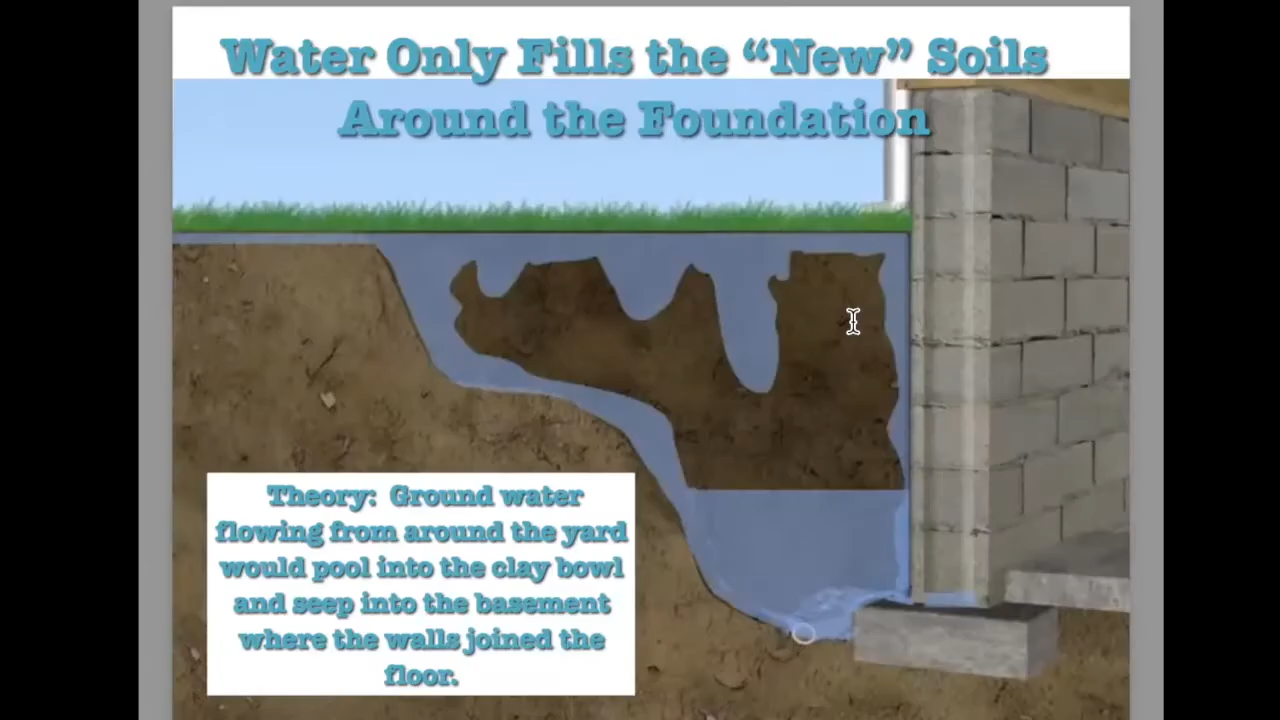 Water Only Fills the “New” Soils
Around the Foundation
Theory: Ground water
flowing from around the yard
would pool into the clay bowl
and seep into the basement
where the walls joined the
floor.